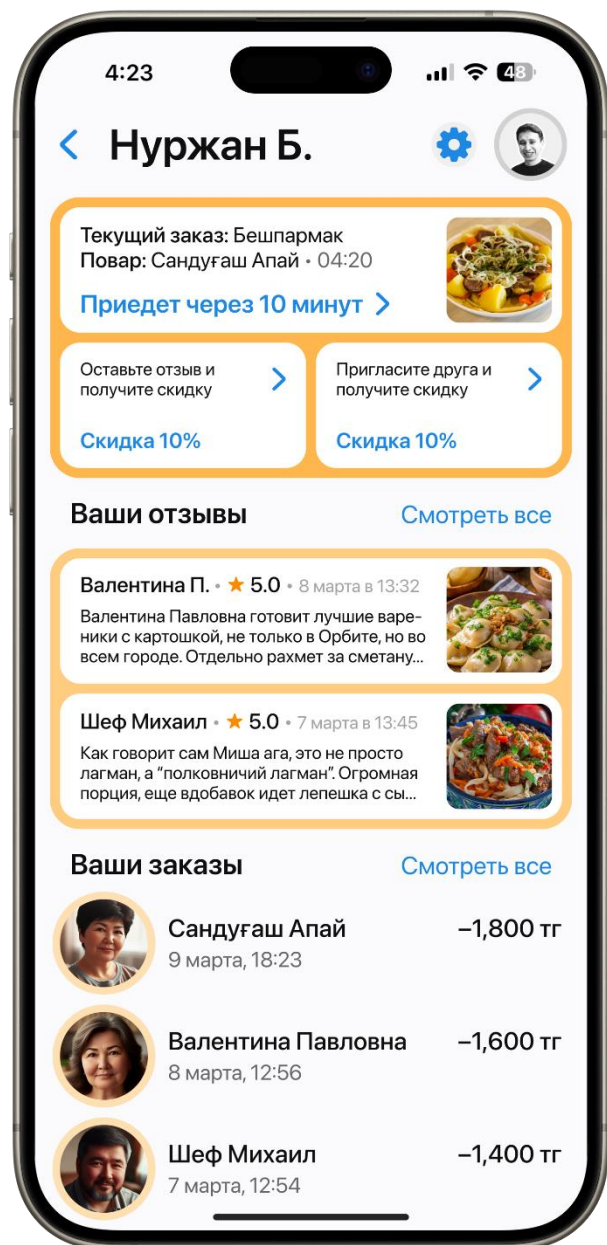 4:23
48
Нуржан Б.
Текущий заказ: Бешпармак
Повар: Сандуғаш Апай • 04:20
Приедет через 10 минут
Оставьте отзыв и
получите скидку
Скидка 10%
Пригласите друга и
получите скидку
Скидка 10%
Ваши отзывы
Смотреть все
Валентина П. • ★ 5.0 • 8 марта в 13:32
Валентина Павловна готовит лучшие варе-
ники с картошкой, не только в Орбите, но во
всем городе. Отдельно рахмет за сметану...
Шеф Михаил • ★ 5.0 • 7 марта в 13:45
Как говорит сам Миша ага, это не просто
лагман, а “полковничий лагман”. Огромная
порция, еще вдобавок идет лепешка с сы...
Ваши заказы
Смотреть все
Сандуғаш Апай
–1,800 тг
9 марта, 18:23
Валентина Павловна
–1,600 тг
8 марта, 12:56
Шеф Михаил
–1,400 тг
7 марта, 12:54